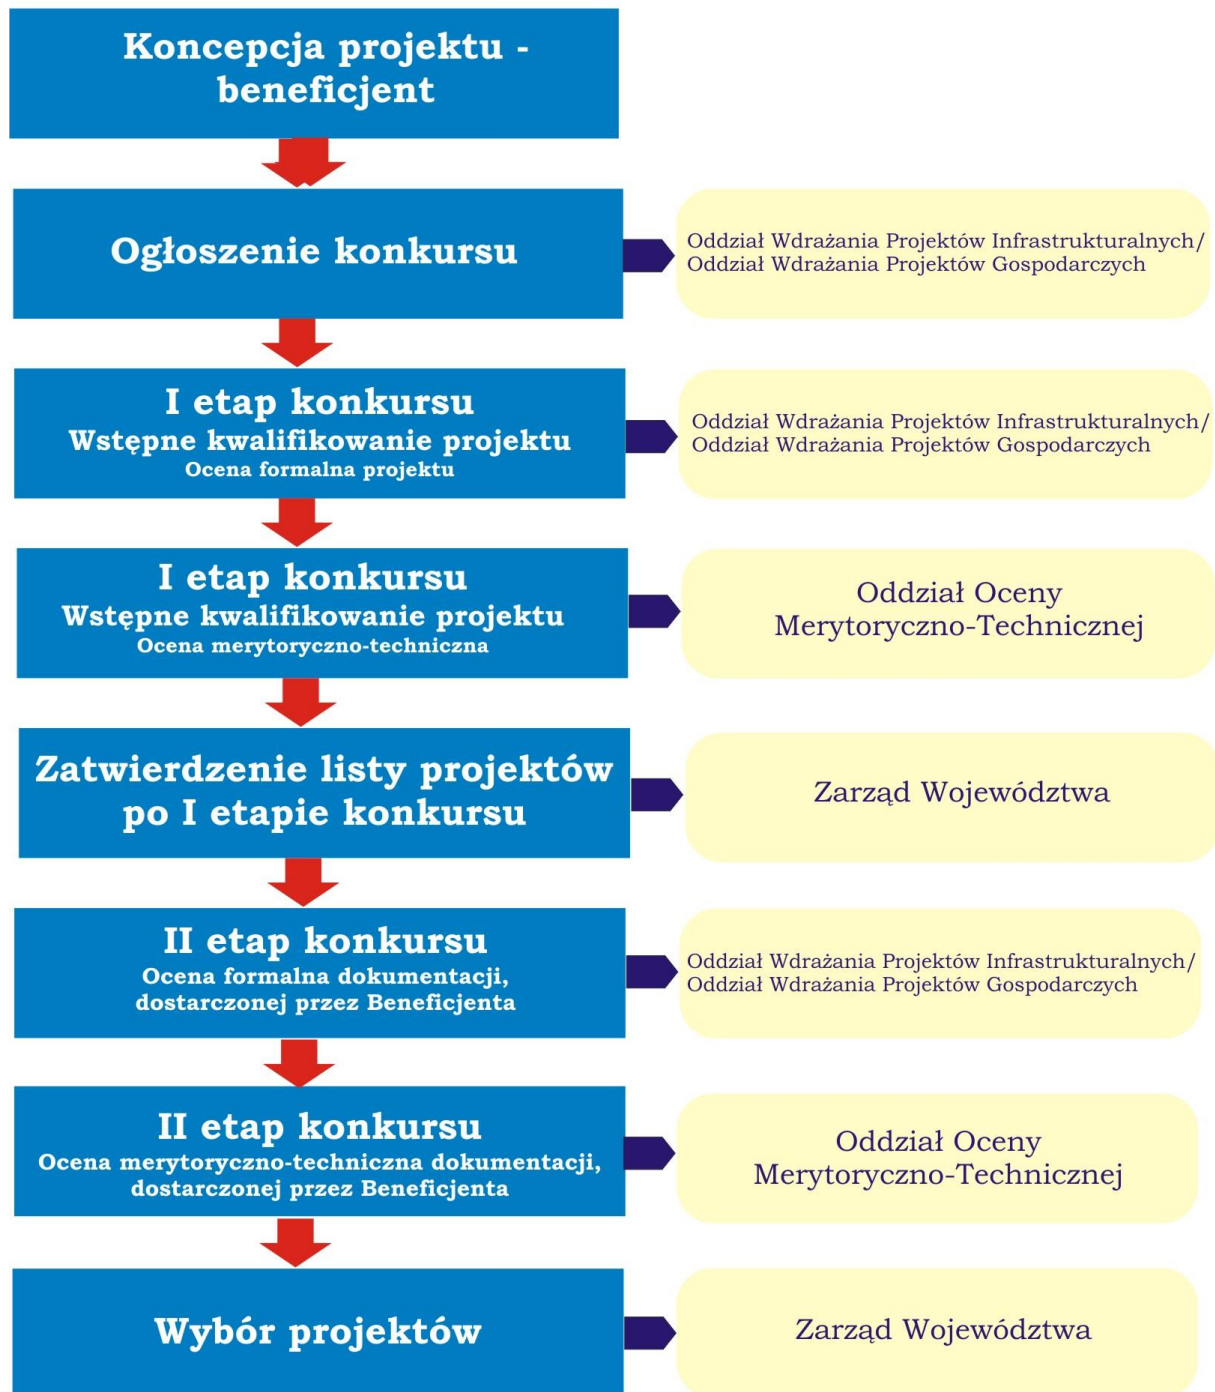 Koncepcja projektu -
beneficjent
Ogłoszenie konkursu
Oddział Wdrażania Projektów Infrastrukturalnych/
Oddział Wdrażania Projektów Gospodarczych
I etap konkursu
Wstępne kwalifikowanie projektu
Ocena formalna projektu
Oddział Wdrażania Projektów Infrastrukturalnych/
Oddział Wdrażania Projektów Gospodarczych
I etap konkursu
Wstępne kwalifikowanie projektu
Ocena merytoryczno-techniczna
Oddział Oceny
Merytoryczno-Technicznej
Zatwierdzenie listy projektów
po I etapie konkursu
Zarząd Województwa
II etap konkursu
Ocena formalna dokumentacji,
dostarczonej przez Beneficjenta
Oddział Wdrażania Projektów Infrastrukturalnych/
Oddział Wdrażania Projektów Gospodarczych
II etap konkursu
Ocena merytoryczno-techniczna dokumentacji,
dostarczonej przez Beneficjenta
Oddział Oceny
Merytoryczno-Technicznej
Wybór projektów
Zarząd Województwa